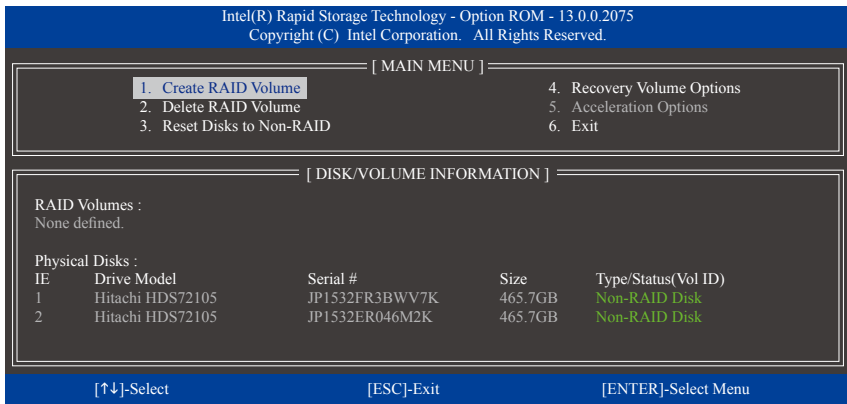 Intel(R) Rapid Storage Technology - Option ROM - 13.0.0.2075
Copyright (C) Intel Corporation. All Rights Reserved.
[ MAIN MENU ]
1. Create RAID Volume
2. Delete RAID Volume
3. Reset Disks to Non-RAID
4. Recovery Volume Options
5. Acceleration Options
6. Exit
[ DISK/VOLUME INFORMATION ]
RAID Volumes :
None defined.
Physical Disks :
IE Drive Model Serial # Size Type/Status(Vol ID)
1 Hitachi HDS72105 JP1532FR3BWV7K 465.7GB Non-RAID Disk
2 Hitachi HDS72105 JP1532ER046M2K 465.7GB Non-RAID Disk
[↑↓]-Select [ESC]-Exit [ENTER]-Select Menu